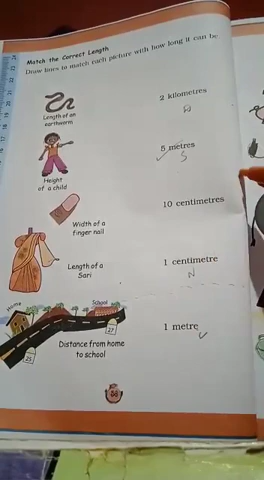 Match the Correct Length
Draw lines to match each picture with how long it can be
Length of an
earthworm
2 kilometres
Height
of a child
5 metres
Width of a
finger nail
10 centimetres
Length of a
Sari
1 centimetre
N
Home
School
25
27
Distance from home
to school
1 metre
58